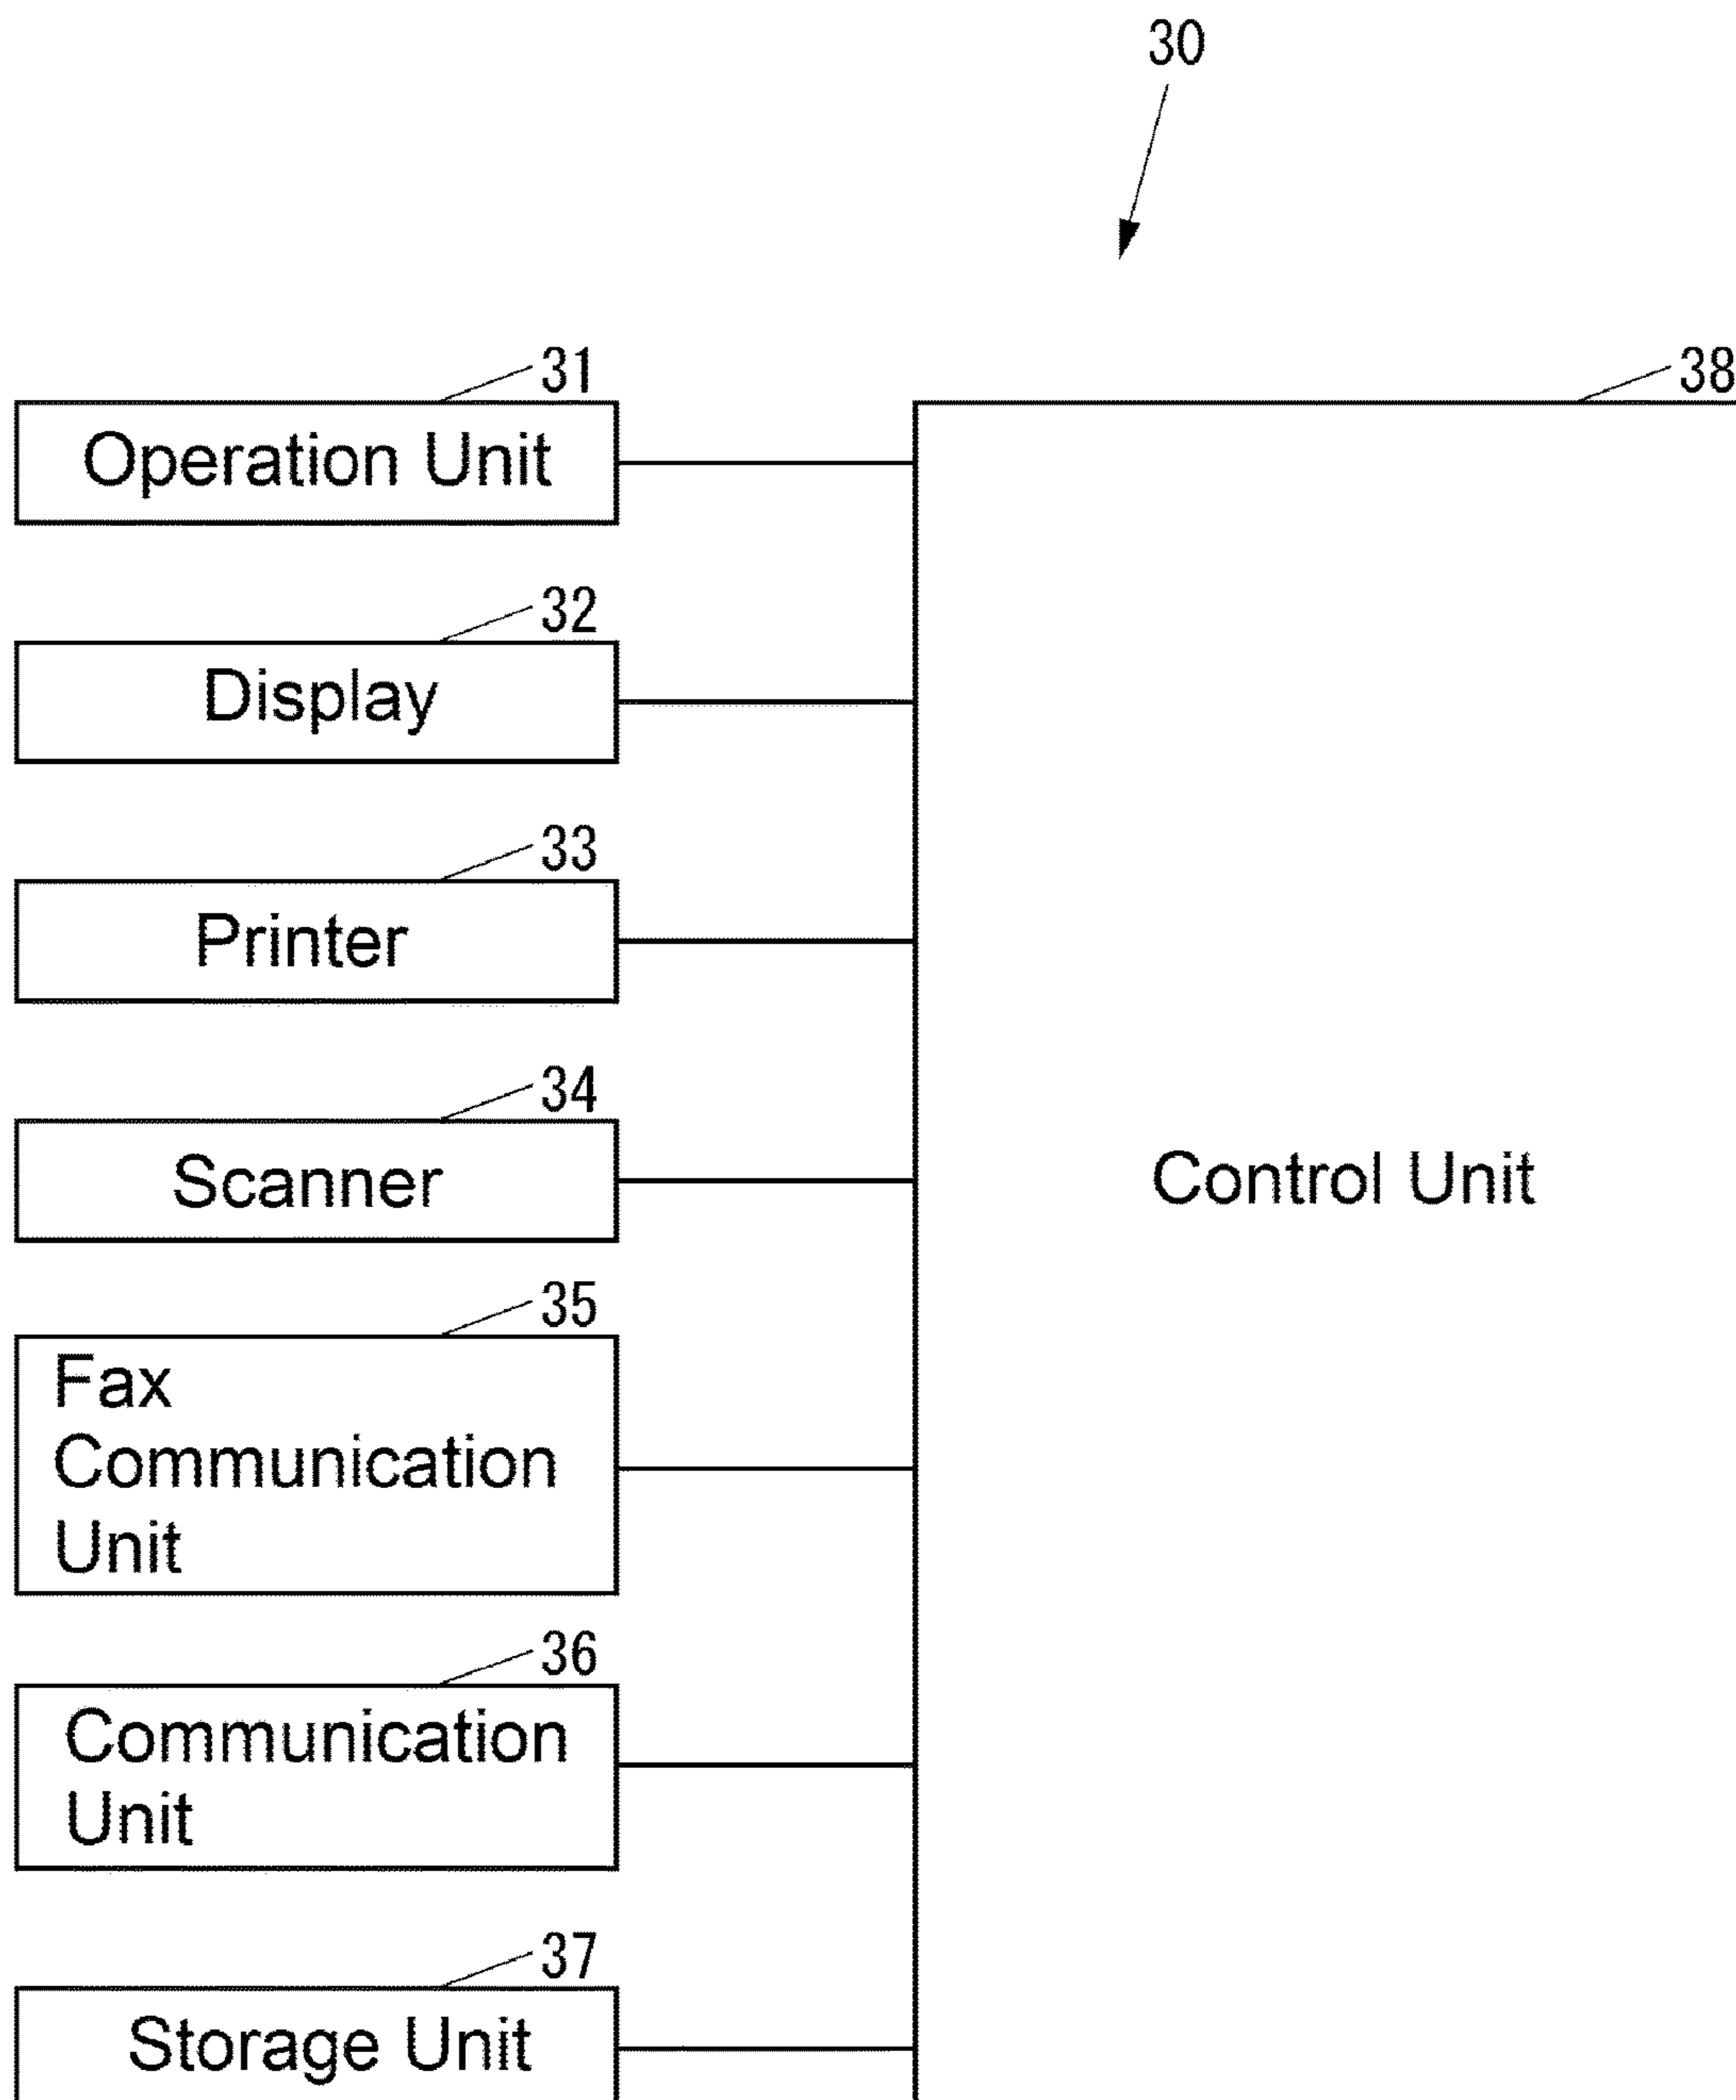 30
31
38
Operation Unit
32
Display
33
Printer
34
Scanner
Control Unit
35
Fax
Communication
Unit
36
Communication
Unit
37
Storage Unit